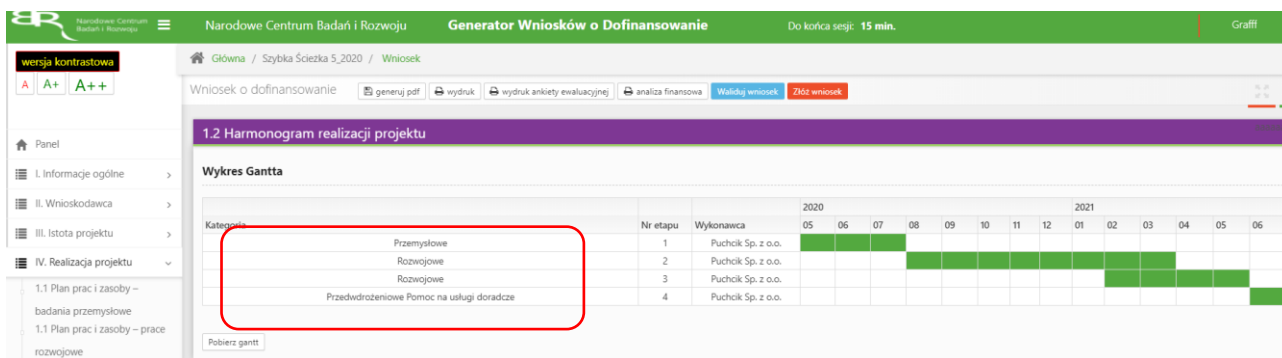 Narodowe Centrum
Badań i Rozwoju
Narodowe Centrum Badań i Rozwoju Generator Wniosków o Dofinansowanie Do końca sesji: 15 min. Grafff
wersja kontrastowa
A A+ A++
Główna / Szybka Ścieżka 5_2020 / Wniosek
Wniosek o dofinansowanie generuj pdf wydruk wydruk ankiety ewaluacyjnej analiza finansowa Waliduj wniosek Złóż wniosek
Panel
I. Informacje ogólne
II. Wnioskodawca
III. Istota projektu
IV. Realizacja projektu
1.1 Plan prac i zasoby –
badania przemysłowe
1.1 Plan prac i zasoby – prace
rozwojowe
1.2 Harmonogram realizacji projektu
Wykres Gantta
2020 2021
Kategoria Nr etapu Wykonawca 05 06 07 08 09 10 11 12 01 02 03 04 05 06
Przemysłowe 1 Puchcik Sp. z o.o.
Rozwojowe 2 Puchcik Sp. z o.o.
Rozwojowe 3 Puchcik Sp. z o.o.
Przedwdrożeniowe Pomoc na usługi doradcze 4 Puchcik Sp. z o.o.
Pobierz gantt